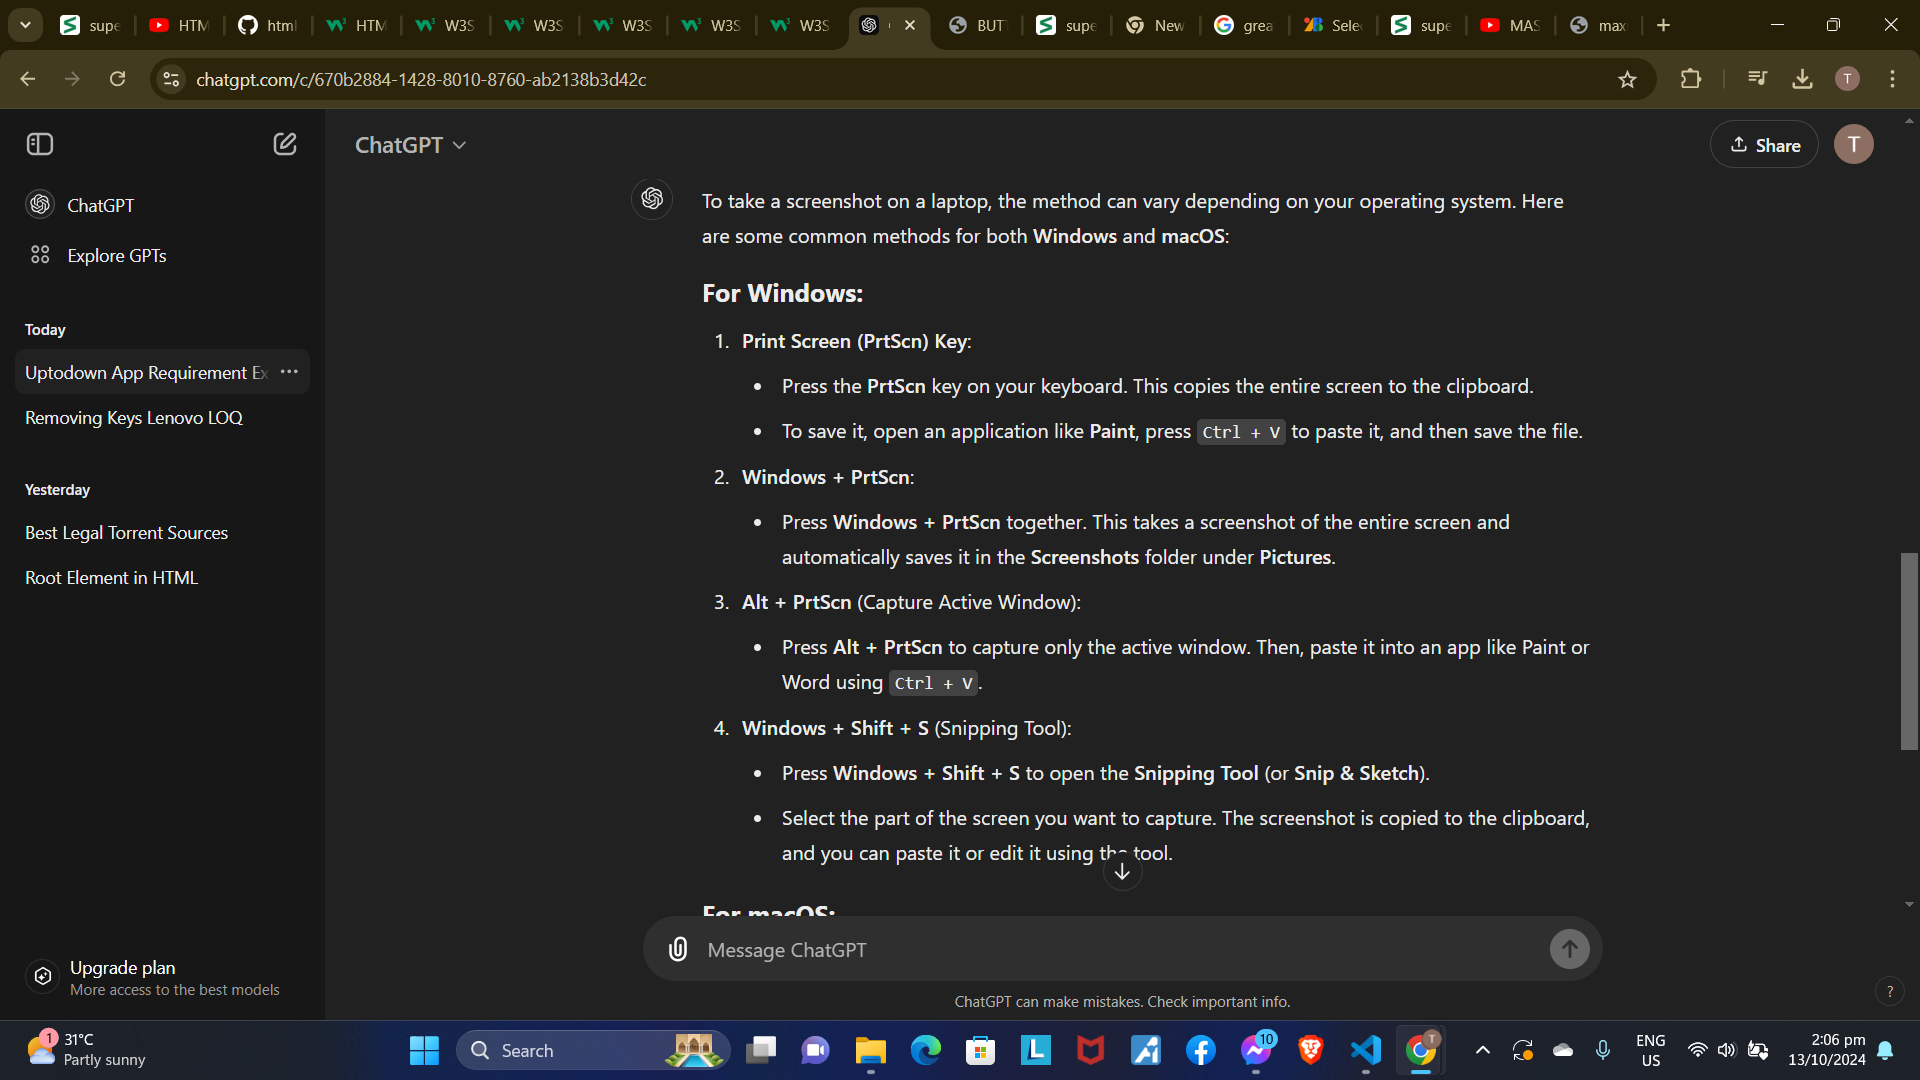 supe
HTM
html
HTM
W3S
W3S
W3S
W3S
W3S
BUT
supe
New
grea
Sele
supe
MAS
max
chatgpt.com/c/670b2884-1428-8010-8760-ab2138b3d42c
T
ChatGPT
Share
T
ChatGPT
Explore GPTs
Today
Uptodown App Requirement Ex
Removing Keys Lenovo LOQ
Yesterday
Best Legal Torrent Sources
Root Element in HTML
Upgrade plan
More access to the best models
To take a screenshot on a laptop, the method can vary depending on your operating system. Here
are some common methods for both Windows and macOS:
For Windows:
1. Print Screen (PrtScn) Key:
• Press the PrtScn key on your keyboard. This copies the entire screen to the clipboard.
• To save it, open an application like Paint, press Ctrl + V to paste it, and then save the file.
2. Windows + PrtScn:
• Press Windows + PrtScn together. This takes a screenshot of the entire screen and
automatically saves it in the Screenshots folder under Pictures.
3. Alt + PrtScn (Capture Active Window):
• Press Alt + PrtScn to capture only the active window. Then, paste it into an app like Paint or
Word using Ctrl + V.
4. Windows + Shift + S (Snipping Tool):
• Press Windows + Shift + S to open the Snipping Tool (or Snip & Sketch).
• Select the part of the screen you want to capture. The screenshot is copied to the clipboard,
and you can paste it or edit it using the tool.
For macOS:
Message ChatGPT
ChatGPT can make mistakes. Check important info.
?
1
31°C
Partly sunny
Search
L
10
T
ENG
US
2:06 pm
13/10/2024